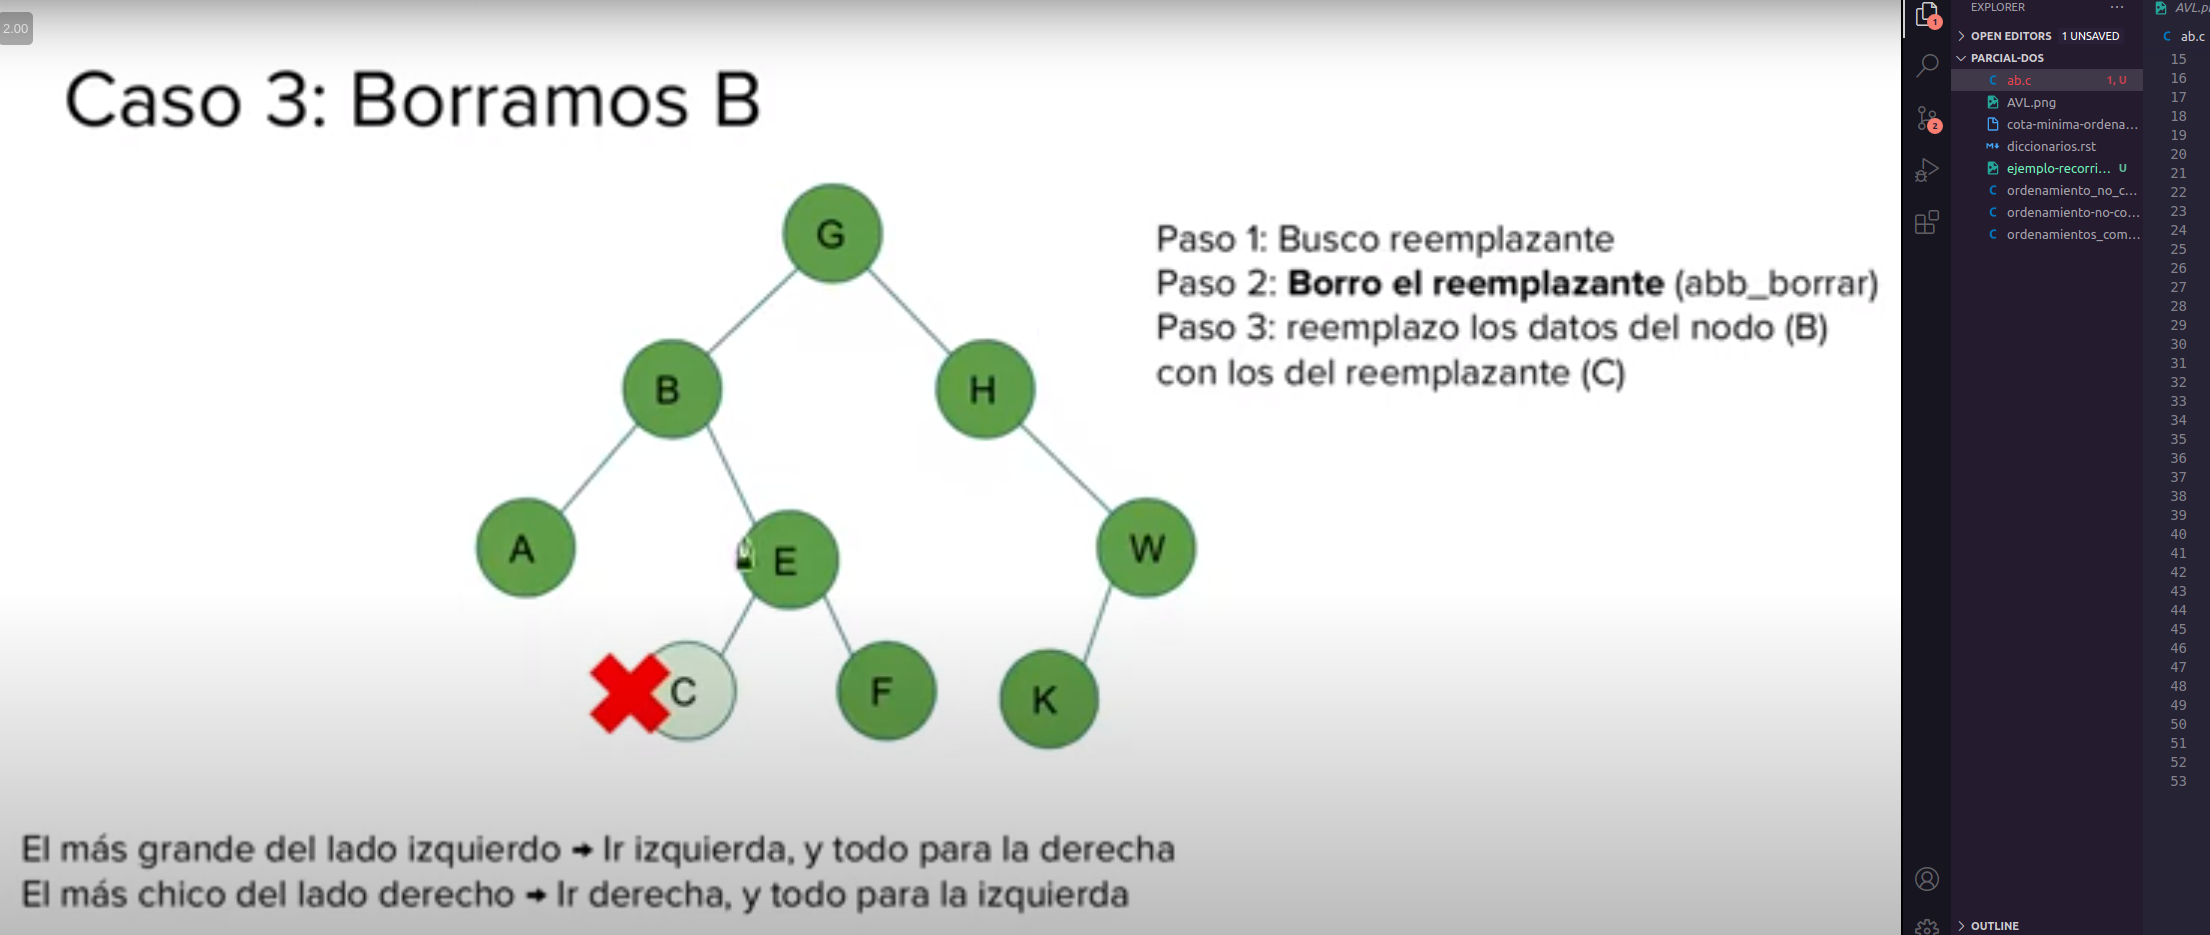 2.00
Caso 3: Borramos B
G
B
H
A
E
W
C
F
K
Paso 1: Busco reemplazante
Paso 2: Borro el reemplazante (abb_borrar)
Paso 3: reemplazo los datos del nodo (B)
con los del reemplazante (C)
El más grande del lado izquierdo → Ir izquierda, y todo para la derecha
El más chico del lado derecho → Ir derecha, y todo para la izquierda
1
2
EXPLORER ...
OPEN EDITORS 1 UNSAVED
PARCIAL-DOS
C ab.c 1, U
AVL.png
cota-minima-ordena...
M↓ diccionarios.rst
ejemplo-recorri... U
C ordenamiento_no_c...
C ordenamiento-no-co...
C ordenamientos_com...
OUTLINE
AVL.p
C ab.c
15
16
17
18
19
20
21
22
23
24
25
26
27
28
29
30
31
32
33
34
35
36
37
38
39
40
41
42
43
44
45
46
47
48
49
50
51
52
53